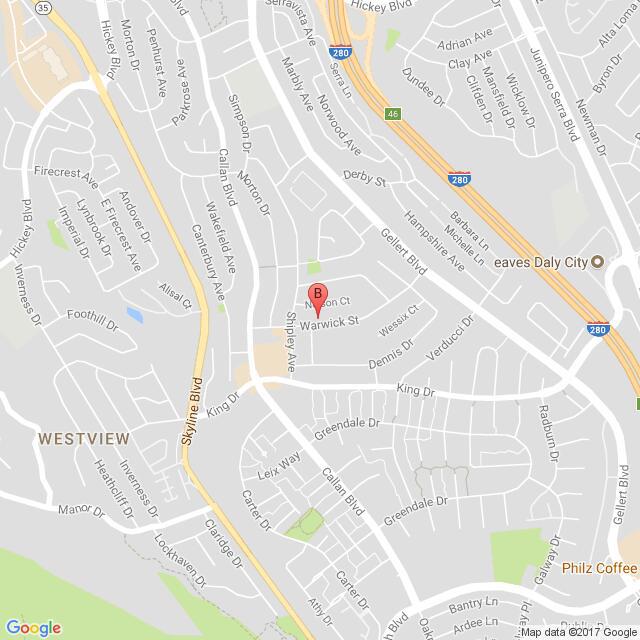 35
Hickey Blvd
Morton Dr
Penhurst Ave
Parkrose Ave
Serravista Ave
280
Hickey Blvd
Adrian Ave
Clay Ave
Alta Loma
Byron Dr
Serra Ln
Marby Ave
Dundee Dr
Clifden Dr
Mansfield Dr
Wicklow Dr
Junipero Serra Blvd
Newman Dr
46
Simpson Dr
Norwood Ave
Callan Blvd
Derby St
280
Firecrest Ave
Norton Dr
Hickey Blvd
Imperial Dr
Lynbrook Dr
E Firecrest Ave
Andover Dr
Wakefield Ave
Canterbury Ave
Gellert Blvd
Hampshire Ave
Barbara Ln
Michelle Ln
eaves Daly City
Inverness Dr
Alisal Ct
Foothill Dr
B
Nelson Ct
Warwick St
Shipley Ave
Wessix Ct
Verducci Dr
280
Dennis Dr
Skyline Blvd
King Dr
King Dr
Radburn Dr
WESTVIEW
Greendale Dr
Inverness Dr
Heathcliff Dr
Leix Way
Callan Blvd
Gellert Blvd
Manor Dr
Carter Dr
Greendale Dr
Claridge Dr
Lockhaven Dr
Galway Dr
Philz Coffee
Carter Dr
Athy Dr
Bantry Ln
Ardee Ln
h Blvd
Google
Map data ©2017 Google